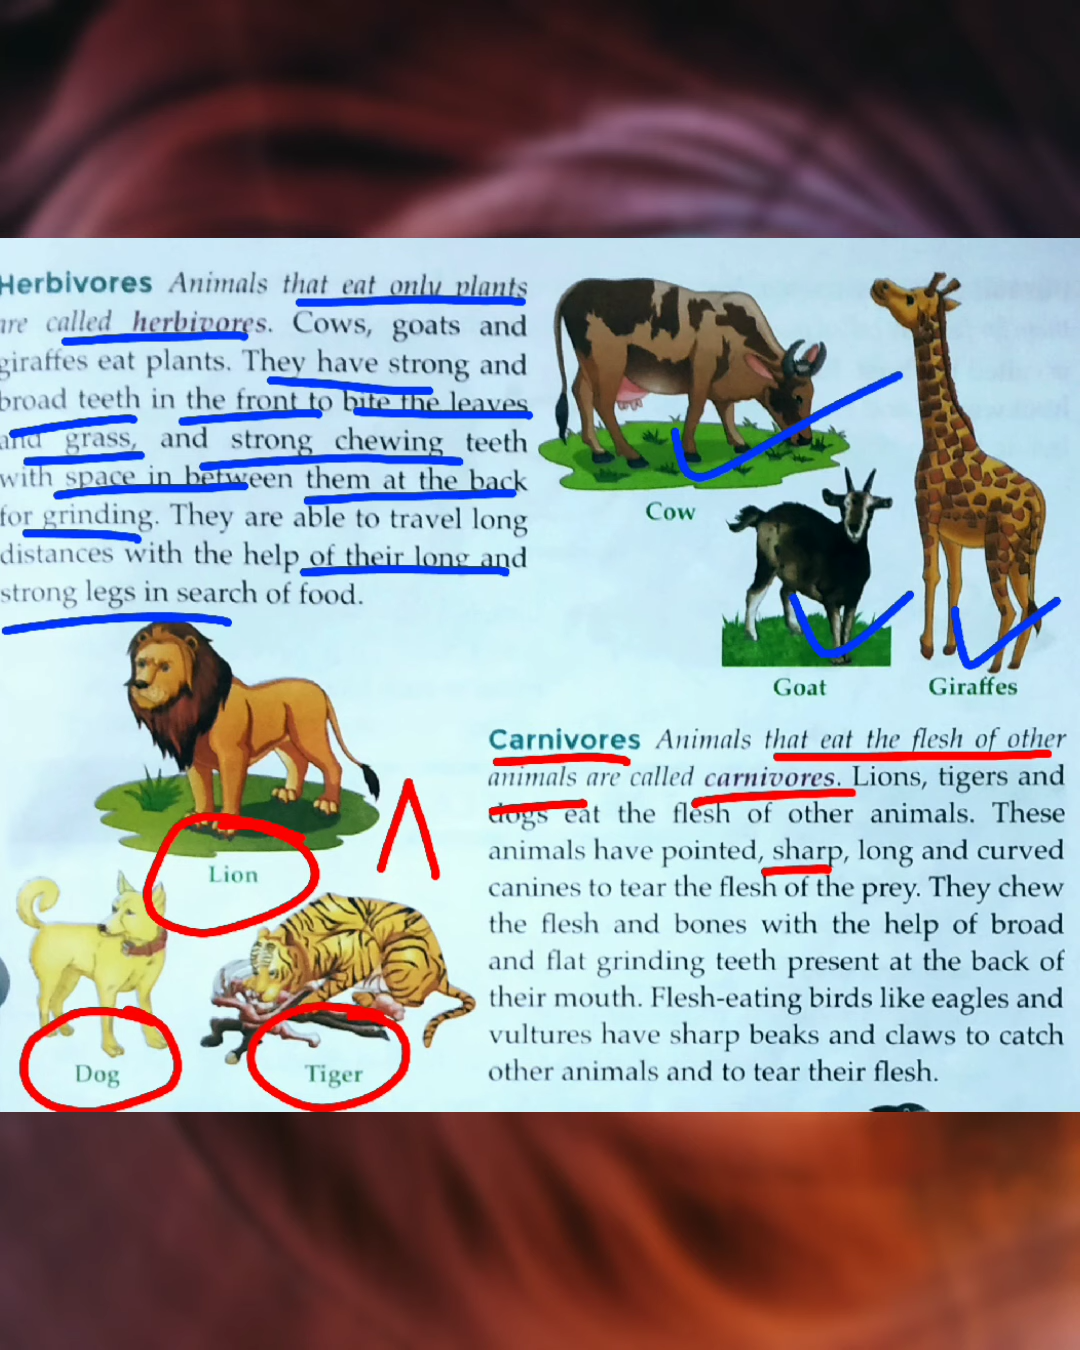 Herbivores Animals that eat only plants
are called herbivores. Cows, goats and
giraffes eat plants. They have strong and
broad teeth in the front to bite the leaves
and grass, and strong chewing teeth
with space in between them at the back
for grinding. They are able to travel long
distances with the help of their long and
strong legs in search of food.
Cow
Goat
Giraffes
Lion
Dog
Tiger
Carnivores Animals that eat the flesh of other
animals are called carnivores. Lions, tigers and
dogs eat the flesh of other animals. These
animals have pointed, sharp, long and curved
canines to tear the flesh of the prey. They chew
the flesh and bones with the help of broad
and flat grinding teeth present at the back of
their mouth. Flesh-eating birds like eagles and
vultures have sharp beaks and claws to catch
other animals and to tear their flesh.